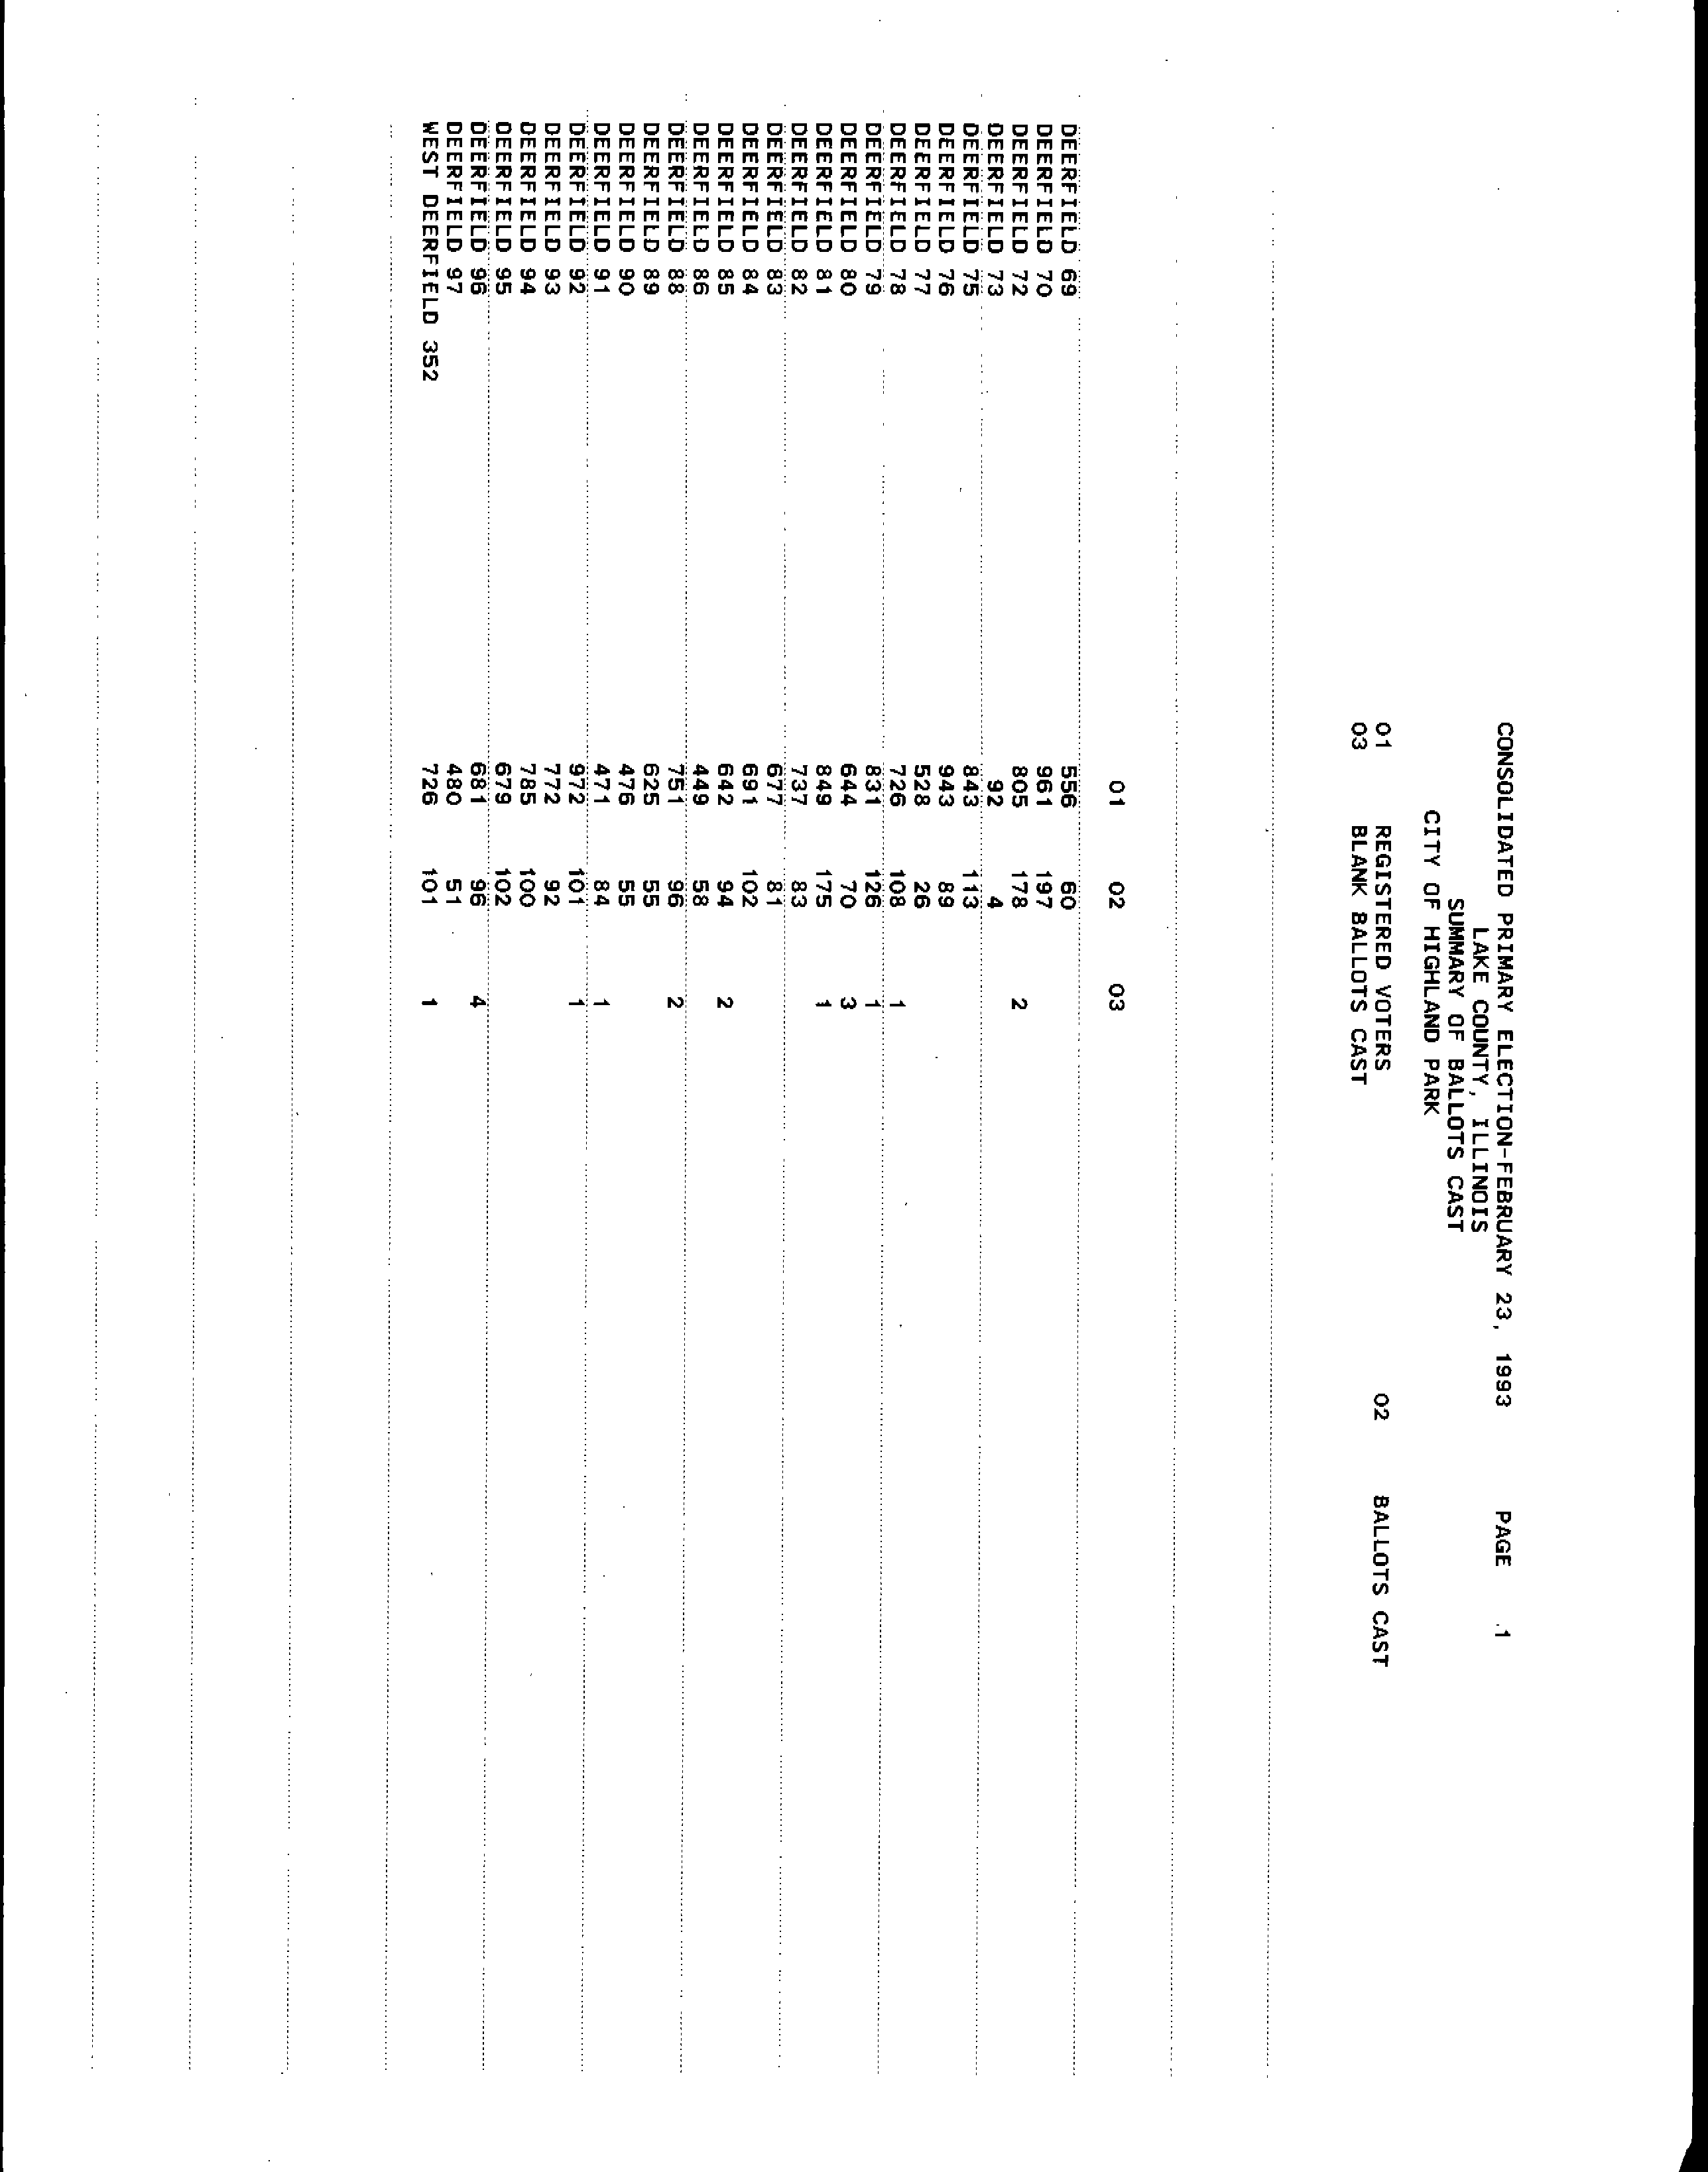 CONSOLIDATED PRIMARY ELECTION-FEBRUARY 23, 1993 PAGE 1
LAKE COUNTY, ILLINOIS
SUMMARY OF BALLOTS CAST
CITY OF HIGHLAND PARK
01 REGISTERED VOTERS 02 BALLOTS CAST
03 BLANK BALLOTS CAST
01 02 03
DEERFIELD 69 556 60
DEERFIELD 70 961 197
DEERFIELD 72 805 178 2
DEERFIELD 73 92 4
DEERFIELD 75 843 113
DEERFIELD 76 943 89
DEERFIELD 77 528 26
DEERFIELD 78 726 108 1
DEERFIELD 79 831 126 1
DEERFIELD 80 644 70 3
DEERFIELD 81 849 175 1
DEERFIELD 82 737 83
DEERFIELD 83 677 81
DEERFIELD 84 691 102
DEERFIELD 85 642 94 2
DEERFIELD 86 449 58
DEERFIELD 88 751 96 2
DEERFIELD 89 625 55
DEERFIELD 90 476 55
DEERFIELD 91 471 84 1
DEERFIELD 92 972 101 1
DEERFIELD 93 772 92
DEERFIELD 94 785 100
DEERFIELD 95 679 102
DEERFIELD 96 681 96 4
DEERFIELD 97 480 51
WEST DEERFIELD 352 726 101 1